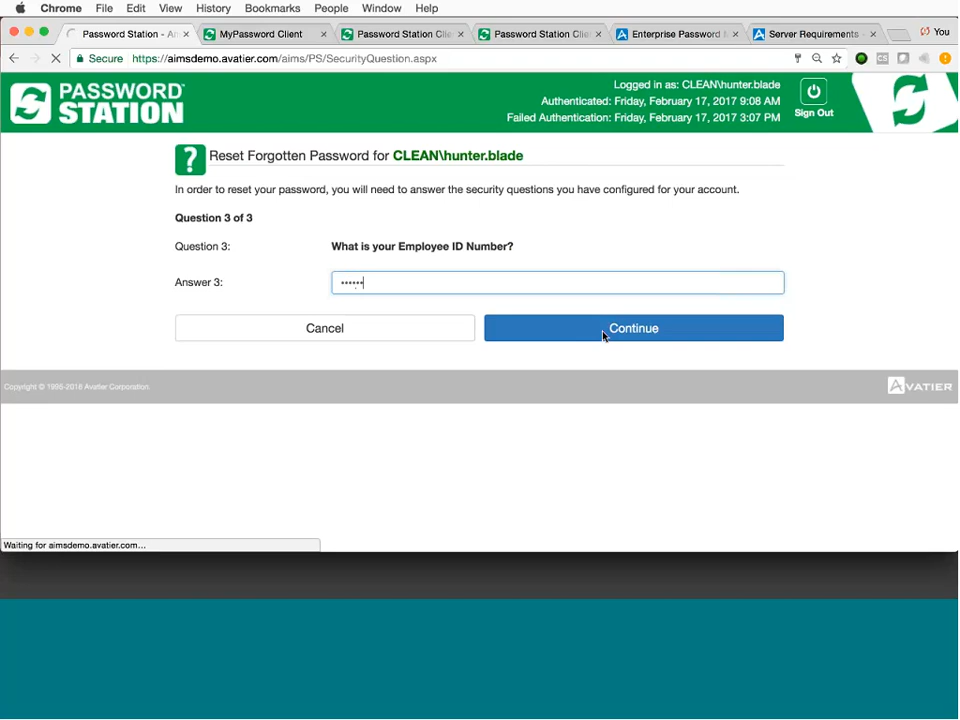 Chrome File Edit View History Bookmarks People Window Help
Password Station - A
MyPassword Client
Password Station Clie
Password Station Clie
Enterprise Password M
Server Requirements -
You
Secure https://aimsdemo.avatier.com/aims/PS/SecurityQuestion.aspx
PASSWORD
STATION
Logged in as: CLEAN\hunter.blade
Authenticated: Friday, February 17, 2017 9:08 AM
Failed Authentication: Friday, February 17, 2017 3:07 PM
Sign Out
? Reset Forgotten Password for CLEAN\hunter.blade
In order to reset your password, you will need to answer the security questions you have configured for your account.
Question 3 of 3
Question 3: What is your Employee ID Number?
Answer 3: ••••••
Cancel Continue
Copyright © 1995-2016 Avatier Corporation.
AVATIER
Waiting for aimsdemo.avatier.com...